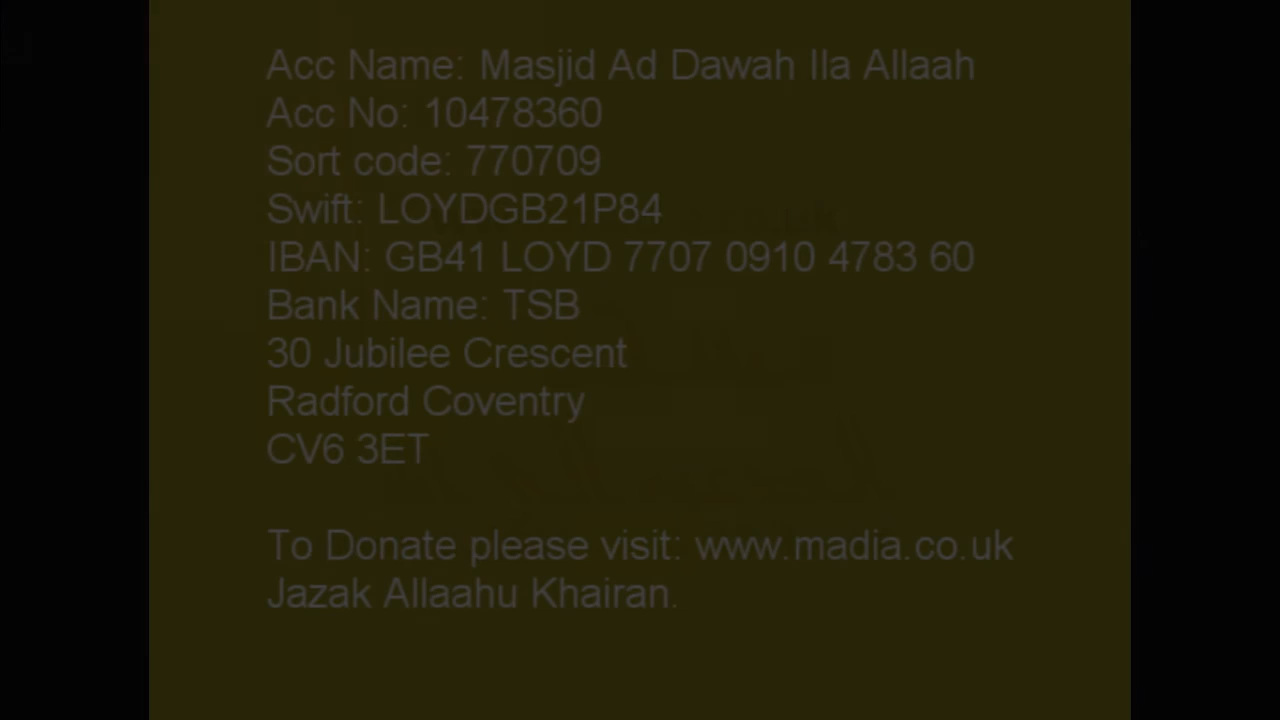 Acc Name: Masjid Ad Dawah Ila Allaah
Acc No: 10478360
Sort code: 770709
Swift: LOYDGB21P84
IBAN: GB41 LOYD 7707 0910 4783 60
Bank Name: TSB
30 Jubilee Crescent
Radford Coventry
CV6 3ET
To Donate please visit: www.madia.co.uk
Jazak Allaahu Khairan.